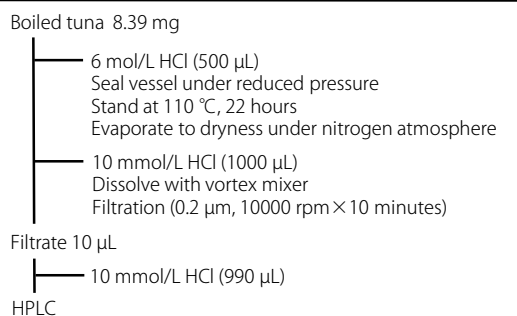 Boiled tuna 8.39 mg
6 mol/L HCl (500 µL)
Seal vessel under reduced pressure
Stand at 110 ℃, 22 hours
Evaporate to dryness under nitrogen atmosphere
10 mmol/L HCl (1000 µL)
Dissolve with vortex mixer
Filtration (0.2 µm, 10000 rpm×10 minutes)
Filtrate 10 µL
10 mmol/L HCl (990 µL)
HPLC